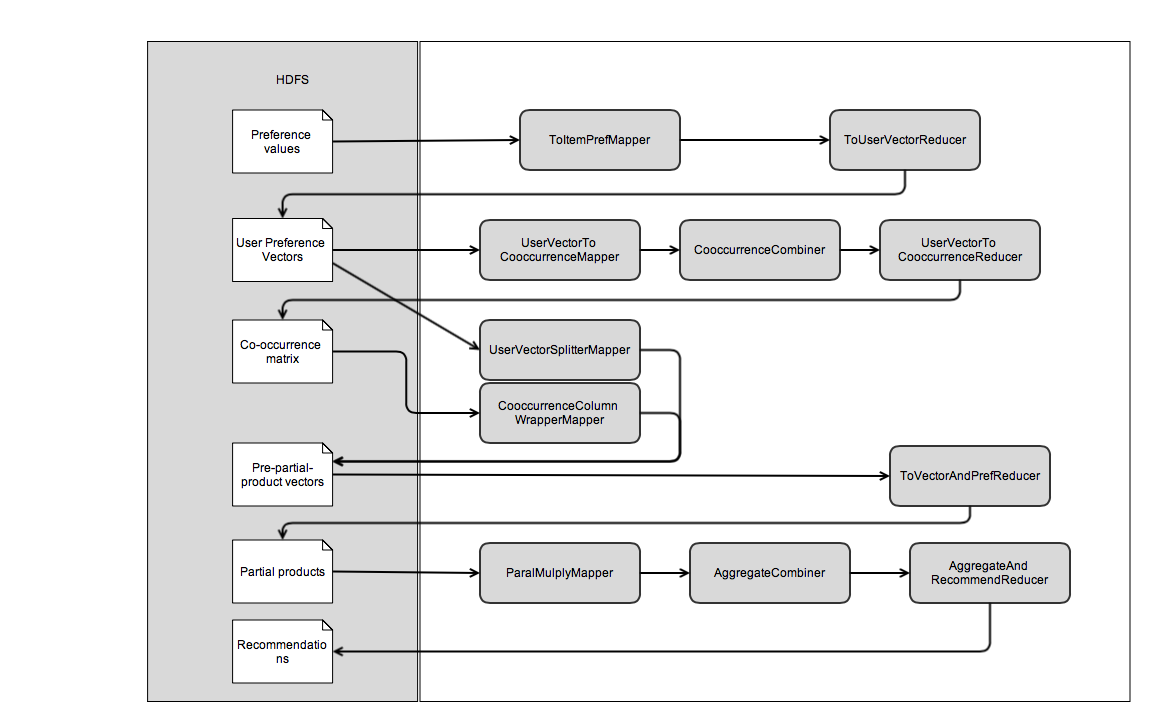 HDFS
Preference
values
ToItemPrefMapper
ToUserVectorReducer
User Preference
Vectors
UserVectorTo
CooccurrenceMapper
CooccurrenceCombiner
UserVectorTo
CooccurrenceReducer
Co-occurrence
matrix
UserVectorSplitterMapper
CooccurrenceColumn
WrapperMapper
Pre-partial-
product vectors
ToVectorAndPrefReducer
Partial products
ParalMulplyMapper
AggregateCombiner
AggregateAnd
RecommendReducer
Recommendatio
ns